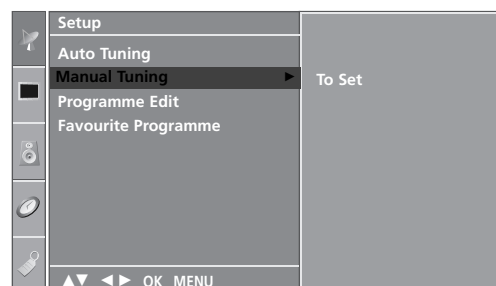 Setup
Auto Tuning
Manual Tuning ►
To Set
Programme Edit
Favourite Programme
▲▼ ◄► OK MENU